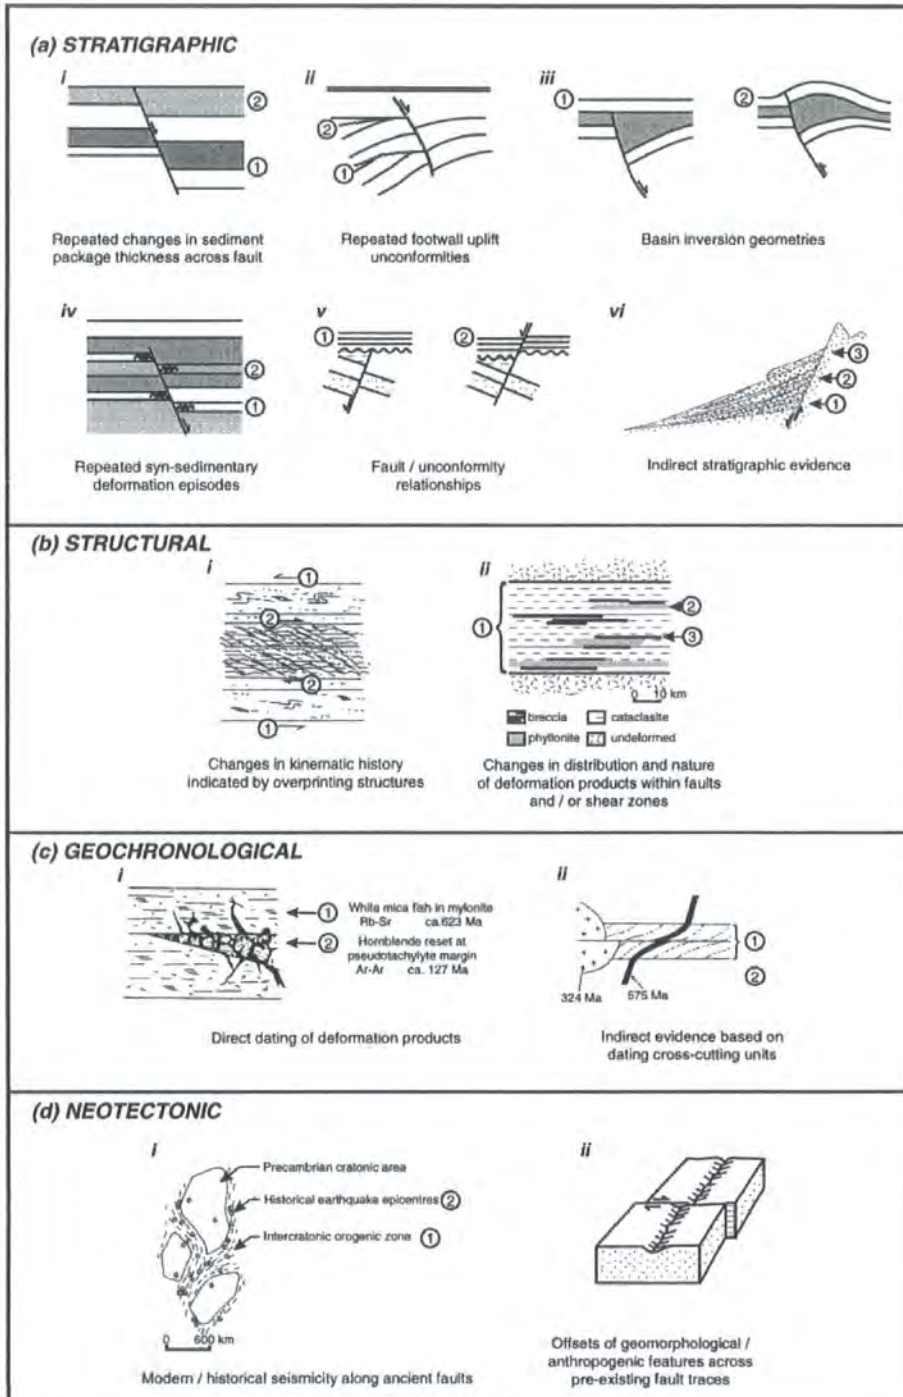 (a) STRATIGRAPHIC
i
②
①
Repeated changes in sediment
package thickness across fault
ii
②
①
Repeated footwall uplift
unconformities
iii
①
②
Basin inversion geometries
iv
②
①
Repeated syn-sedimentary
deformation episodes
v
①
②
Fault / unconformity
relationships
vi
③
②
①
Indirect stratigraphic evidence
(b) STRUCTURAL
i
①
②
②
①
Changes in kinematic history
indicated by overprinting structures
ii
①
②
③
0 10 km
breccia cataclasite
phyllonite undeformed
Changes in distribution and nature
of deformation products within faults
and / or shear zones
(c) GEOCHRONOLOGICAL
i
① White mica fish in mylonite
Rb-Sr ca.623 Ma
② Hornblende reset at
pseudotachylyte margin
Ar-Ar ca. 127 Ma
Direct dating of deformation products
ii
①
②
324 Ma 575 Ma
Indirect evidence based on
dating cross-cutting units
(d) NEOTECTONIC
i
Precambrian cratonic area
Historical earthquake epicentres ②
Intercratonic orogenic zone ①
0 600 km
Modern / historical seismicity along ancient faults
ii
Offsets of geomorphological /
anthropogenic features across
pre-existing fault traces